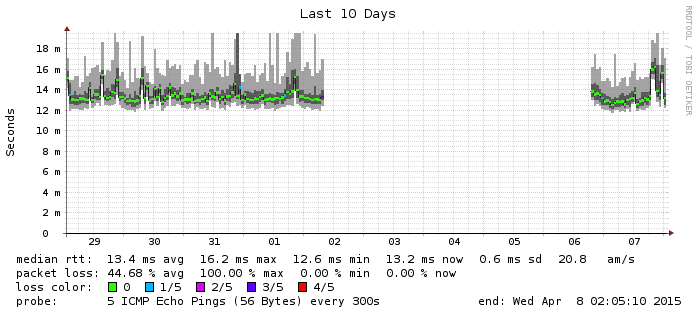 Last 10 Days
RRDTOOL / TOBI OETIKER
Seconds
18 m
16 m
14 m
12 m
10 m
8 m
6 m
4 m
2 m
0
29 30 31 01 02 03 04 05 06 07
median rtt: 13.4 ms avg 16.2 ms max 12.6 ms min 13.2 ms now 0.6 ms sd 20.8 am/s
packet loss: 44.68 % avg 100.00 % max 0.00 % min 0.00 % now
loss color: 0 1/5 2/5 3/5 4/5
probe: 5 ICMP Echo Pings (56 Bytes) every 300s end: Wed Apr 8 02:05:10 2015